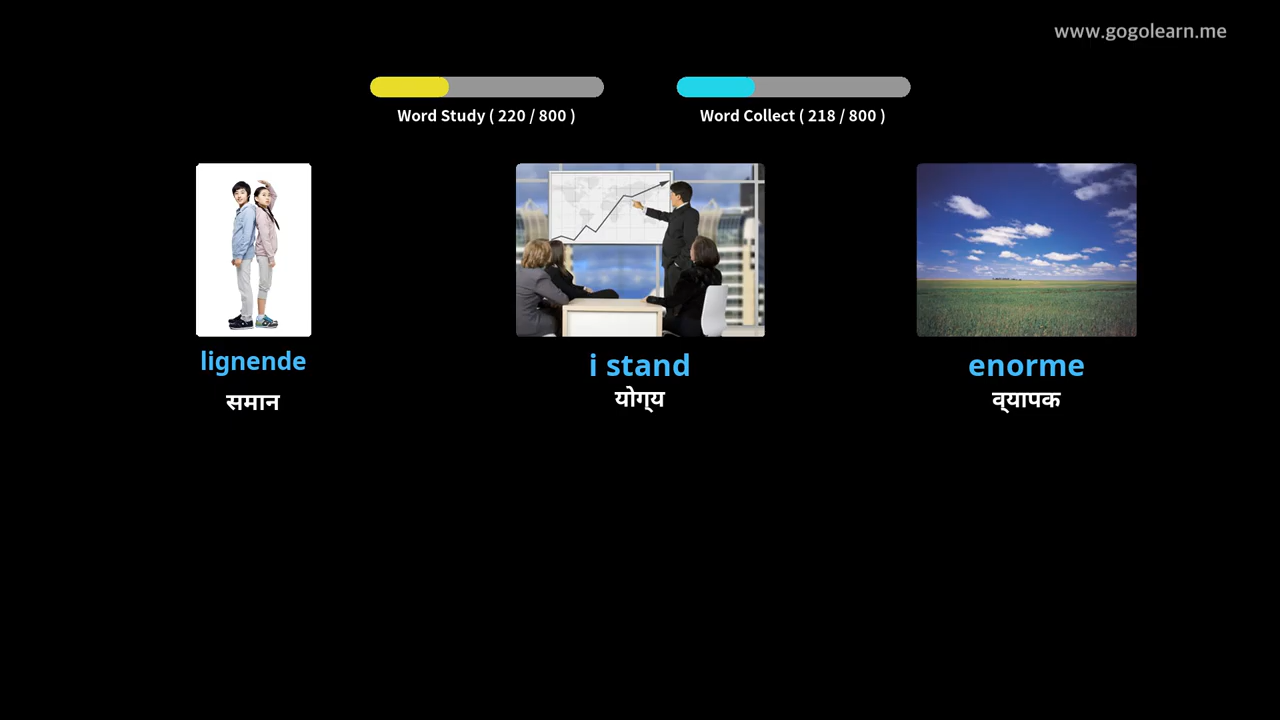 www.gogolearn.me
Word Study ( 220 / 800 )
Word Collect ( 218 / 800 )
lignende
समान
i stand
योग्य
enorme
व्यापक